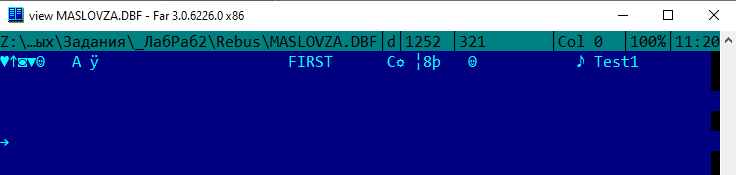 view MASLOVZA.DBF - Far 3.0.6226.0 x86
Z:\…ых\Задания\_ЛабРаб2\Rebus\MASLOVZA.DBF d 1252 321 Col 0 100% 11:20
♥↑◙▼☺ A ÿ FIRST C☼ ¦8þ ☺ ♪ Test1
→